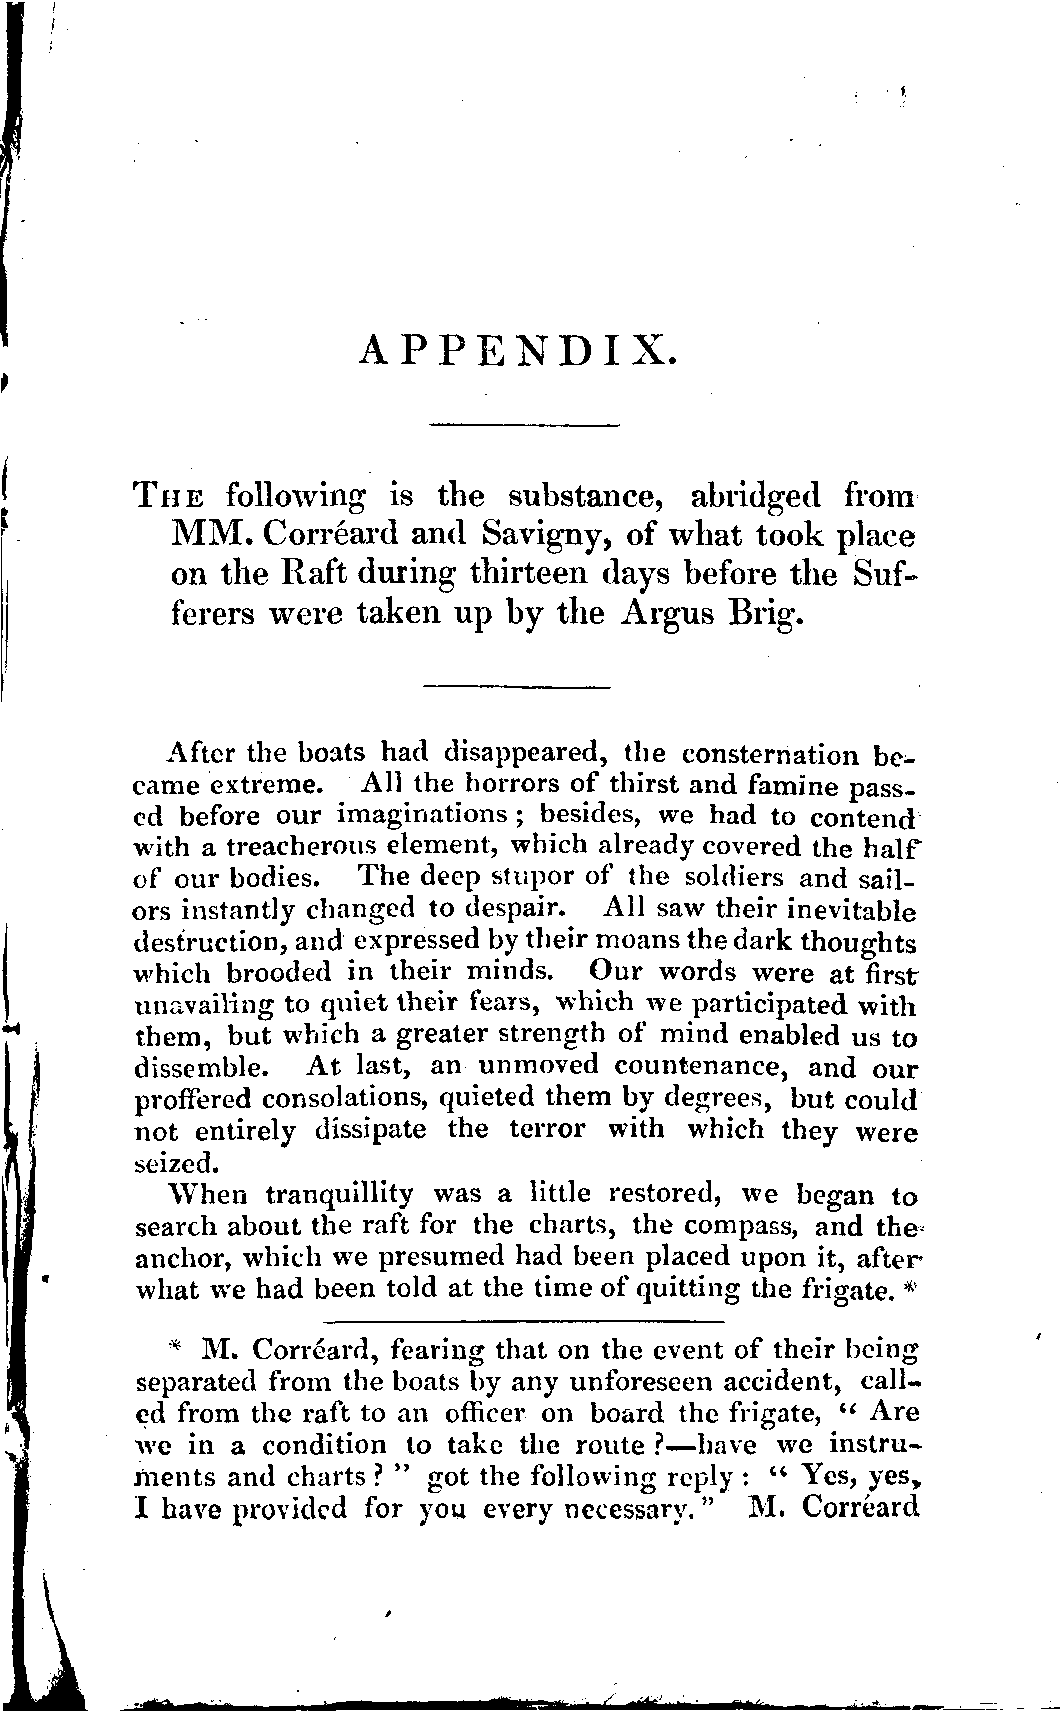 APPENDIX.
THE following is the substance, abridged from
MM. Corréard and Savigny, of what took place
on the Raft during thirteen days before the Suf-
ferers were taken up by the Argus Brig.
After the boats had disappeared, the consternation be-
came extreme. All the horrors of thirst and famine pass-
ed before our imaginations; besides, we had to contend
with a treacherous element, which already covered the half
of our bodies. The deep stupor of the soldiers and sail-
ors instantly changed to despair. All saw their inevitable
destruction, and expressed by their moans the dark thoughts
which brooded in their minds. Our words were at first
unavailing to quiet their fears, which we participated with
them, but which a greater strength of mind enabled us to
dissemble. At last, an unmoved countenance, and our
proffered consolations, quieted them by degrees, but could
not entirely dissipate the terror with which they were
seized.
When tranquillity was a little restored, we began to
search about the raft for the charts, the compass, and the
anchor, which we presumed had been placed upon it, after
what we had been told at the time of quitting the frigate. *
* M. Corréard, fearing that on the event of their being
separated from the boats by any unforeseen accident, call-
ed from the raft to an officer on board the frigate, “ Are
we in a condition to take the route ?—have we instru-
ments and charts? ” got the following reply : “ Yes, yes,
I have provided for you every necessary. ” M. Corréard